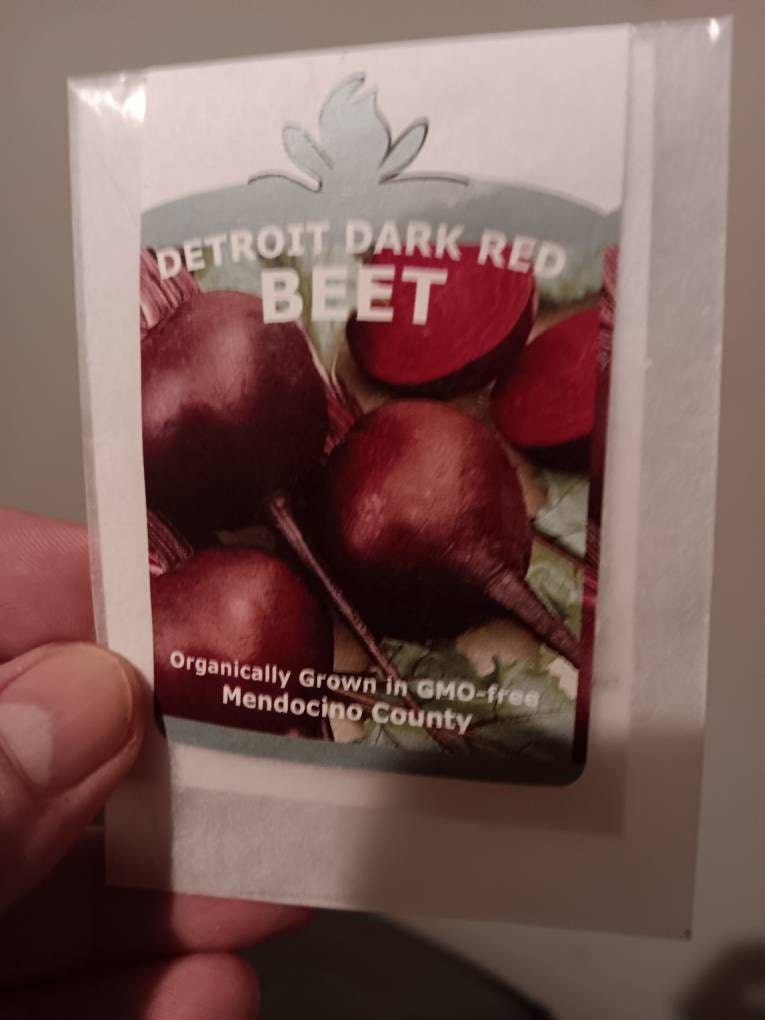 DETROIT DARK RED
BEET
Organically Grown in GMO-free
Mendocino County